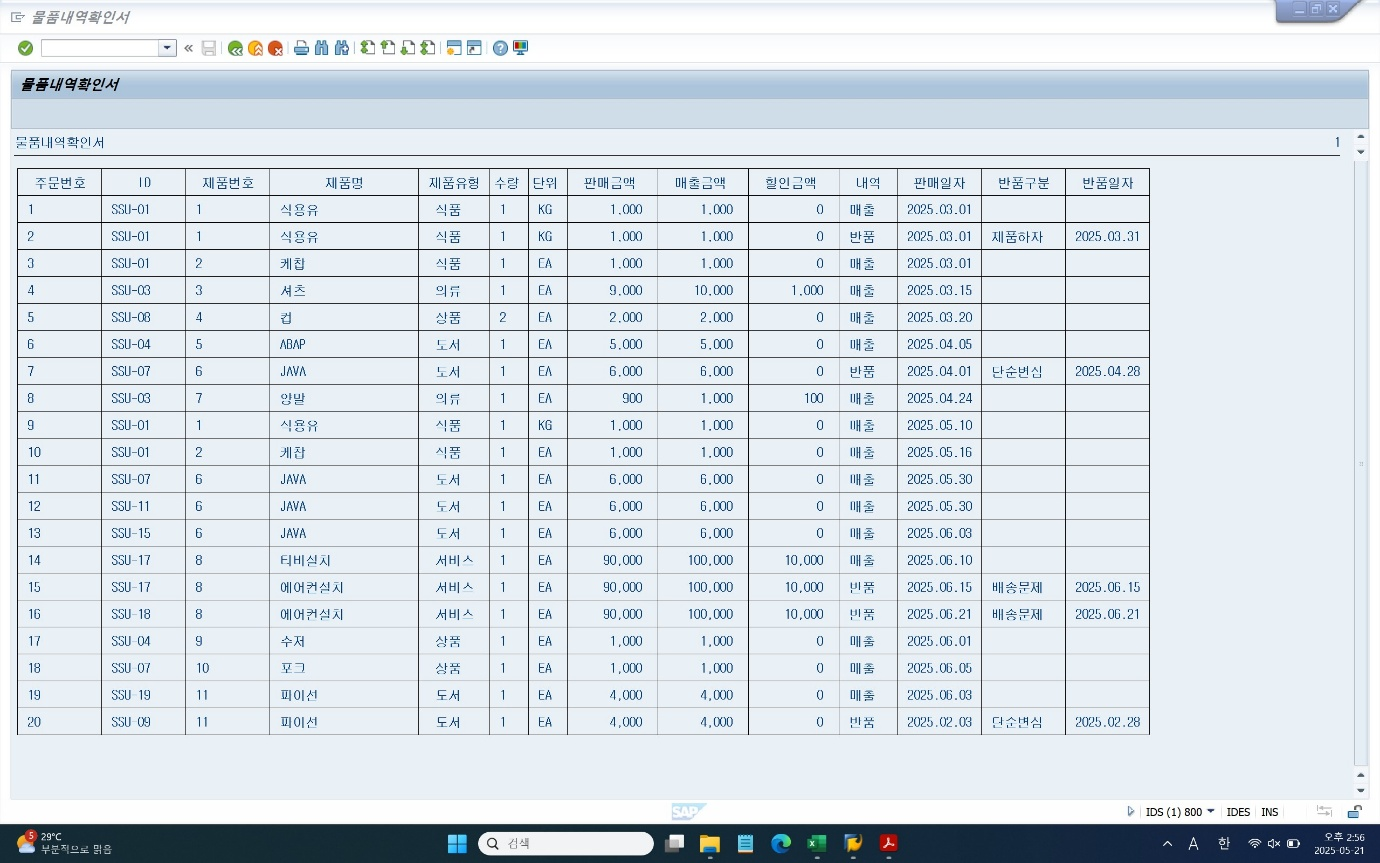 물품내역확인서
물품내역확인서
물품내역확인서 1
주문번호 ID 제품번호 제품명 제품유형 수량 단위 판매금액 매출금액 할인금액 내역 판매일자 반품구분 반품일자
1 SSU-01 1 식용유 식품 1 KG 1,000 1,000 0 매출 2025.03.01
2 SSU-01 1 식용유 식품 1 KG 1,000 1,000 0 반품 2025.03.01 제품하자 2025.03.31
3 SSU-01 2 케찹 식품 1 EA 1,000 1,000 0 매출 2025.03.01
4 SSU-03 3 셔츠 의류 1 EA 9,000 10,000 1,000 매출 2025.03.15
5 SSU-08 4 컵 상품 2 EA 2,000 2,000 0 매출 2025.03.20
6 SSU-04 5 ABAP 도서 1 EA 5,000 5,000 0 매출 2025.04.05
7 SSU-07 6 JAVA 도서 1 EA 6,000 6,000 0 반품 2025.04.01 단순변심 2025.04.28
8 SSU-03 7 양말 의류 1 EA 900 1,000 100 매출 2025.04.24
9 SSU-01 1 식용유 식품 1 KG 1,000 1,000 0 매출 2025.05.10
10 SSU-01 2 케찹 식품 1 EA 1,000 1,000 0 매출 2025.05.16
11 SSU-07 6 JAVA 도서 1 EA 6,000 6,000 0 매출 2025.05.30
12 SSU-11 6 JAVA 도서 1 EA 6,000 6,000 0 매출 2025.05.30
13 SSU-15 6 JAVA 도서 1 EA 6,000 6,000 0 매출 2025.06.03
14 SSU-17 8 티비설치 서비스 1 EA 90,000 100,000 10,000 매출 2025.06.10
15 SSU-17 8 에어컨설치 서비스 1 EA 90,000 100,000 10,000 반품 2025.06.15 배송문제 2025.06.15
16 SSU-18 8 에어컨설치 서비스 1 EA 90,000 100,000 10,000 반품 2025.06.21 배송문제 2025.06.21
17 SSU-04 9 수저 상품 1 EA 1,000 1,000 0 매출 2025.06.01
18 SSU-07 10 포크 상품 1 EA 1,000 1,000 0 매출 2025.06.05
19 SSU-19 11 피이선 도서 1 EA 4,000 4,000 0 매출 2025.06.03
20 SSU-09 11 피이선 도서 1 EA 4,000 4,000 0 반품 2025.02.03 단순변심 2025.02.28
SAP
IDS (1) 800 IDES INS
5 29°C
부분적으로 맑음
검색
A 한
오후 2:56
2025-05-21